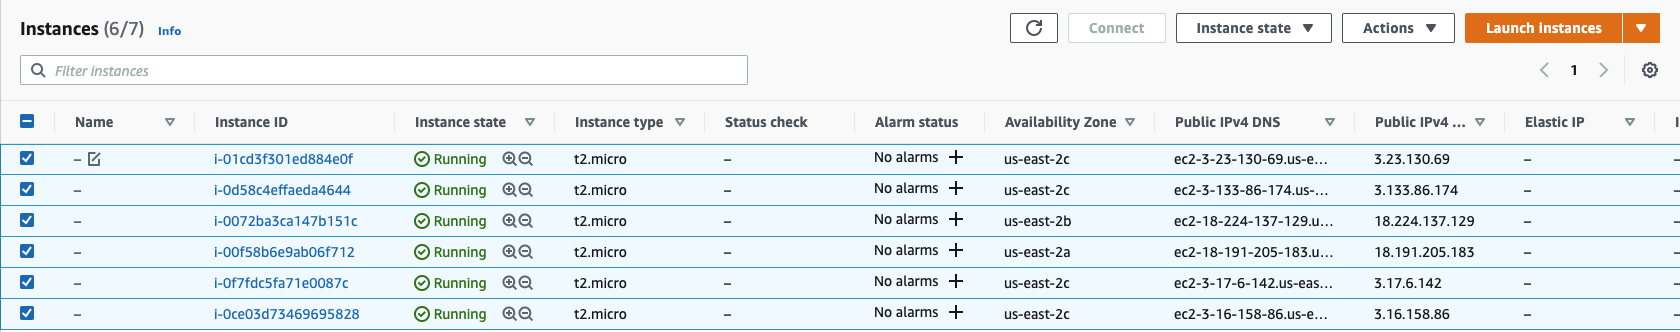 Instances (6/7) Info Connect Instance state Actions Launch instances
Filter instances 1
Name Instance ID Instance state Instance type Status check Alarm status Availability Zone Public IPv4 DNS Public IPv4 ... Elastic IP
– i-01cd3f301ed884e0f Running t2.micro – No alarms + us-east-2c ec2-3-23-130-69.us-e... 3.23.130.69 –
– i-0d58c4effaeda4644 Running t2.micro – No alarms + us-east-2c ec2-3-133-86-174.us-... 3.133.86.174 –
– i-0072ba3ca147b151c Running t2.micro – No alarms + us-east-2b ec2-18-224-137-129.u... 18.224.137.129 –
– i-00f58b6e9ab06f712 Running t2.micro – No alarms + us-east-2a ec2-18-191-205-183.u... 18.191.205.183 –
– i-0f7fdc5fa71e0087c Running t2.micro – No alarms + us-east-2c ec2-3-17-6-142.us-eas... 3.17.6.142 –
– i-0ce03d73469695828 Running t2.micro – No alarms + us-east-2c ec2-3-16-158-86.us-e... 3.16.158.86 –